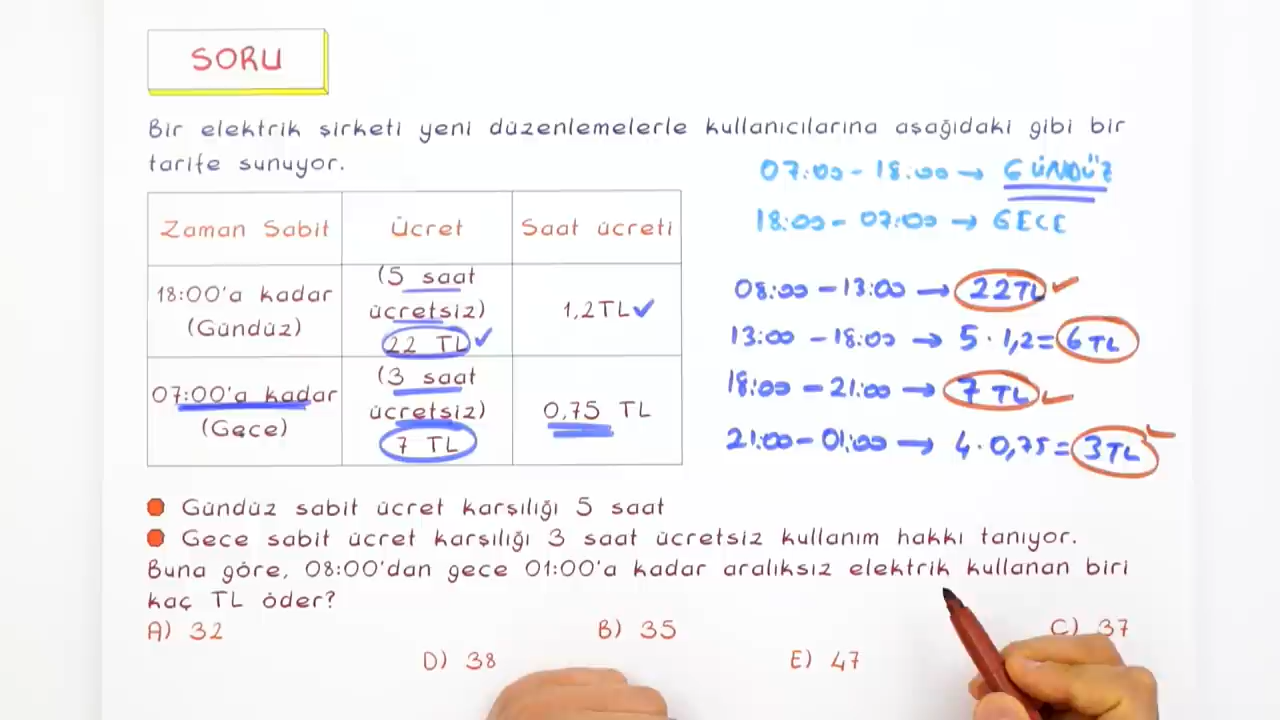 SORU
Bir elektrik şirketi yeni düzenlemelerle kullanıcılarına aşağıdaki gibi bir
tarife sunuyor.
07:00 - 18:00 → GÜNDÜZ
18:00 - 07:00 → GECE
Zaman Sabit Ücret Saat ücreti
18:00'a kadar
(Gündüz)
(5 saat
ücretsiz)
22 TL
1,2TL
07:00'a kadar
(Gece)
(3 saat
ücretsiz)
7 TL
0,75 TL
08:00 - 13:00 → 22 TL
13:00 - 18:00 → 5 · 1,2 = 6 TL
18:00 - 21:00 → 7 TL
21:00 - 01:00 → 4 · 0,75 = 3 TL
Gündüz sabit ücret karşılığı 5 saat
Gece sabit ücret karşılığı 3 saat ücretsiz kullanım hakkı tanıyor.
Buna göre, 08:00'dan gece 01:00'a kadar aralıksız elektrik kullanan biri
kaç TL öder?
A) 32 B) 35 C) 37
D) 38 E) 47